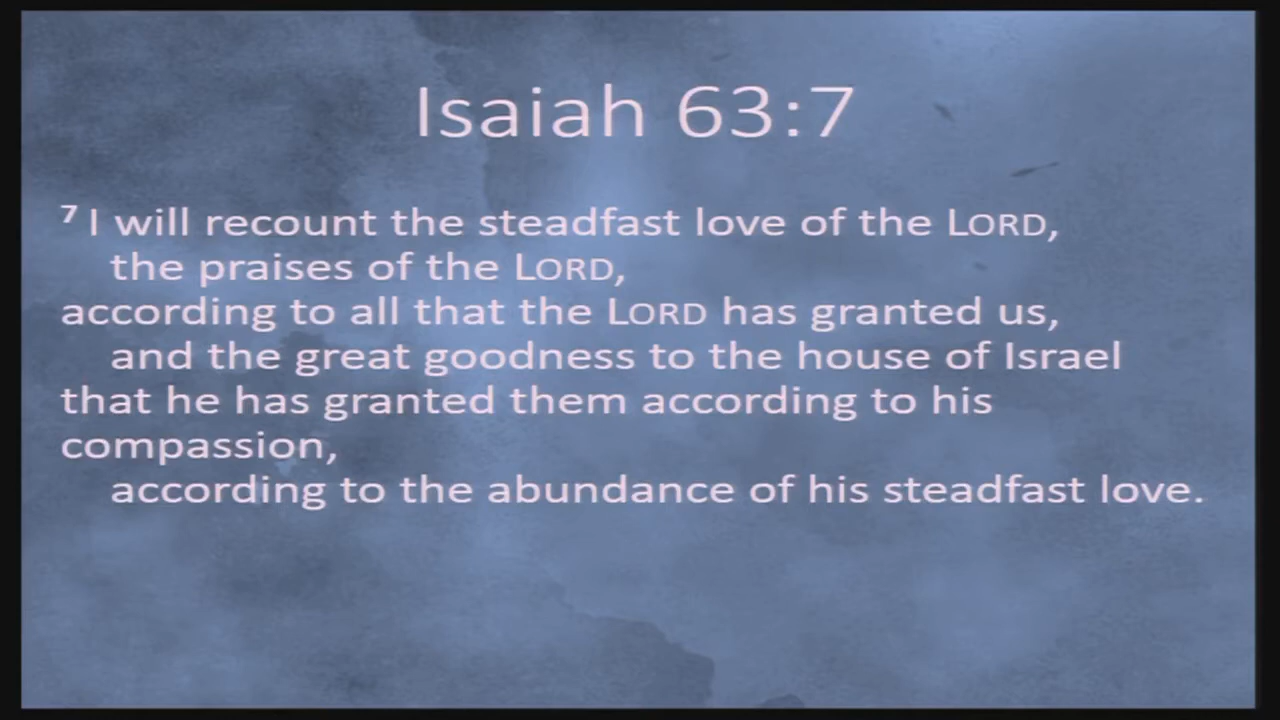 Isaiah 63:7
⁷ I will recount the steadfast love of the LORD,
the praises of the LORD,
according to all that the LORD has granted us,
and the great goodness to the house of Israel
that he has granted them according to his
compassion,
according to the abundance of his steadfast love.